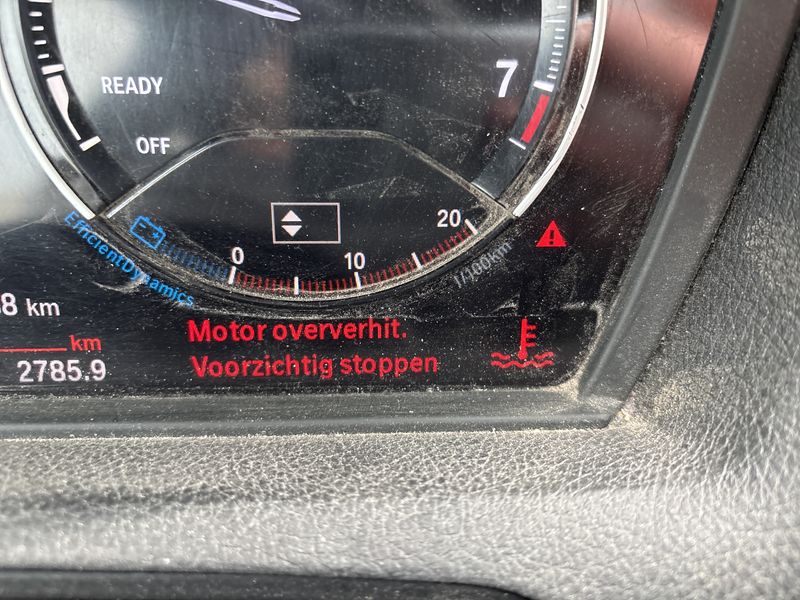 READY
7
OFF
20
0
10
l/100km
EfficientDynamics
8 km
km
Motor oververhit.
Voorzichtig stoppen
2785.9